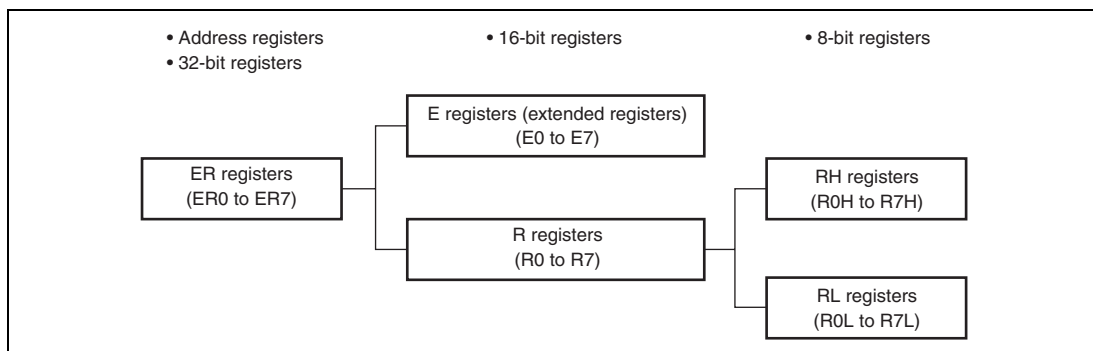 • Address registers
• 32-bit registers
• 16-bit registers
• 8-bit registers
E registers (extended registers)
(E0 to E7)
ER registers
(ER0 to ER7)
R registers
(R0 to R7)
RH registers
(R0H to R7H)
RL registers
(R0L to R7L)